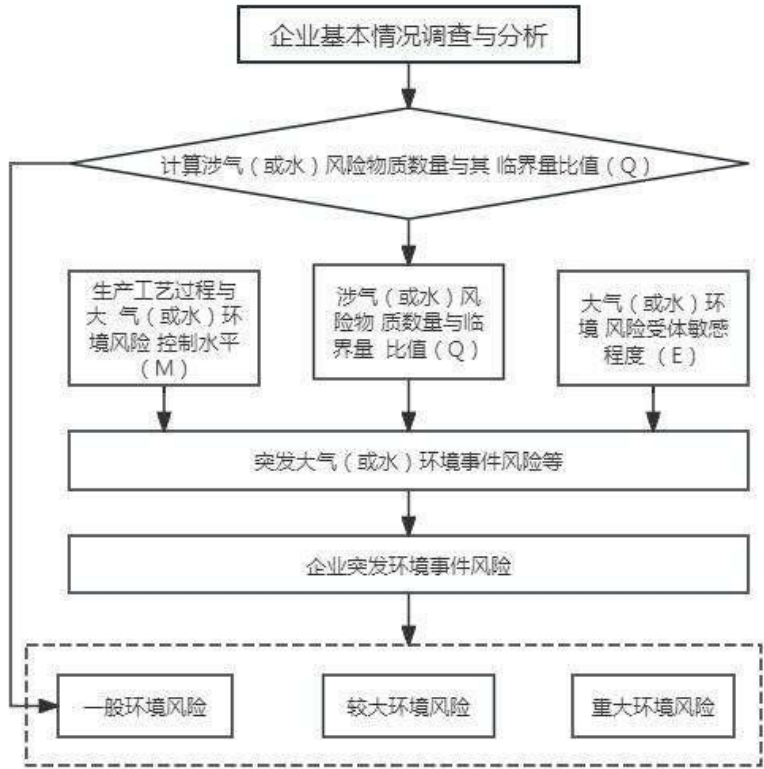 企业基本情况调查与分析
计算涉气（或水）风险物质数量与其 临界量比值（Q）
生产工艺过程与
大 气（或水）环
境风险 控制水平
（M）
涉气（或水）风
险物 质数量与临
界量 比值（Q）
大气（或水）环
境 风险受体敏感
程度 （E）
突发大气（或水）环境事件风险等
企业突发环境事件风险
一般环境风险
较大环境风险
重大环境风险